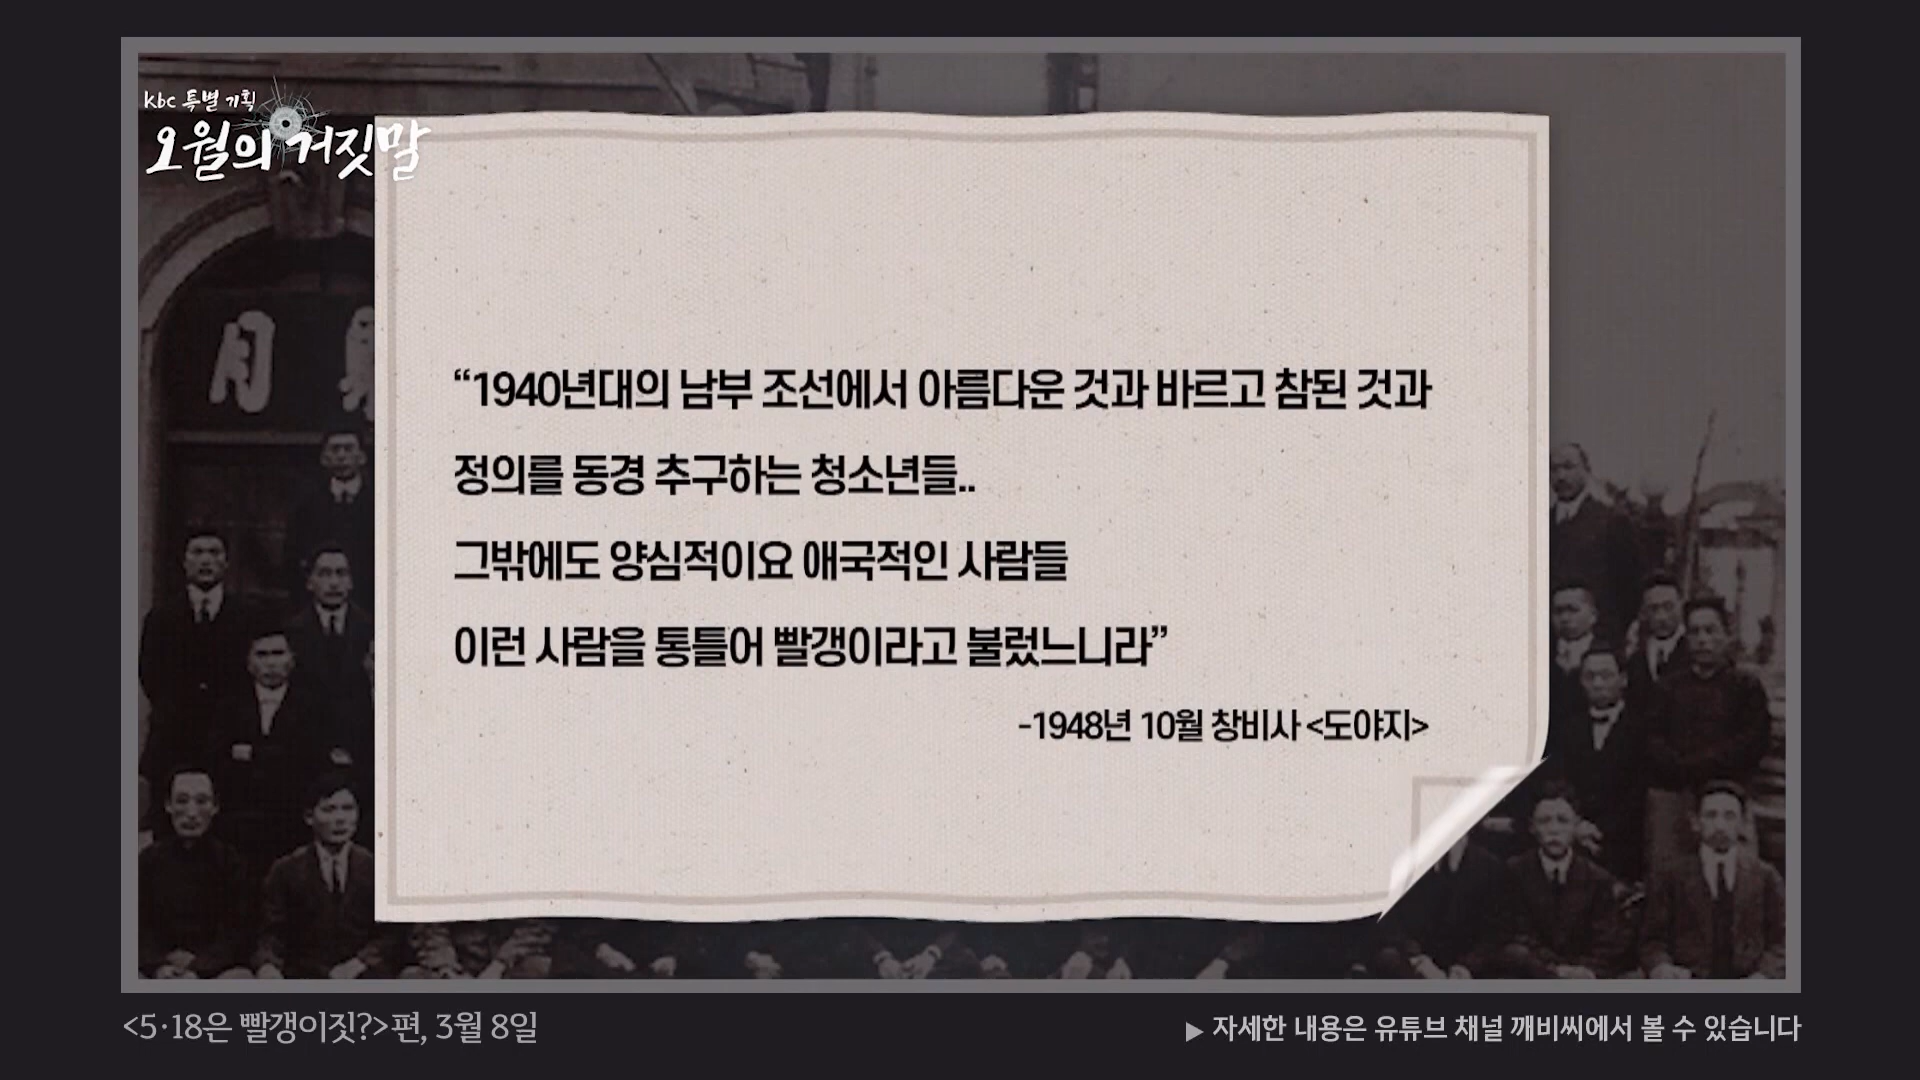 kbc 특별 기획
오월의 거짓말
月
“1940년대의 남부 조선에서 아름다운 것과 바르고 참된 것과
정의를 동경 추구하는 청소년들..
그밖에도 양심적이요 애국적인 사람들
이런 사람을 통틀어 빨갱이라고 불렀느니라”
-1948년 10월 창비사 <도야지>
<5·18은 빨갱이짓?>편, 3월 8일
▶ 자세한 내용은 유튜브 채널 깨비씨에서 볼 수 있습니다